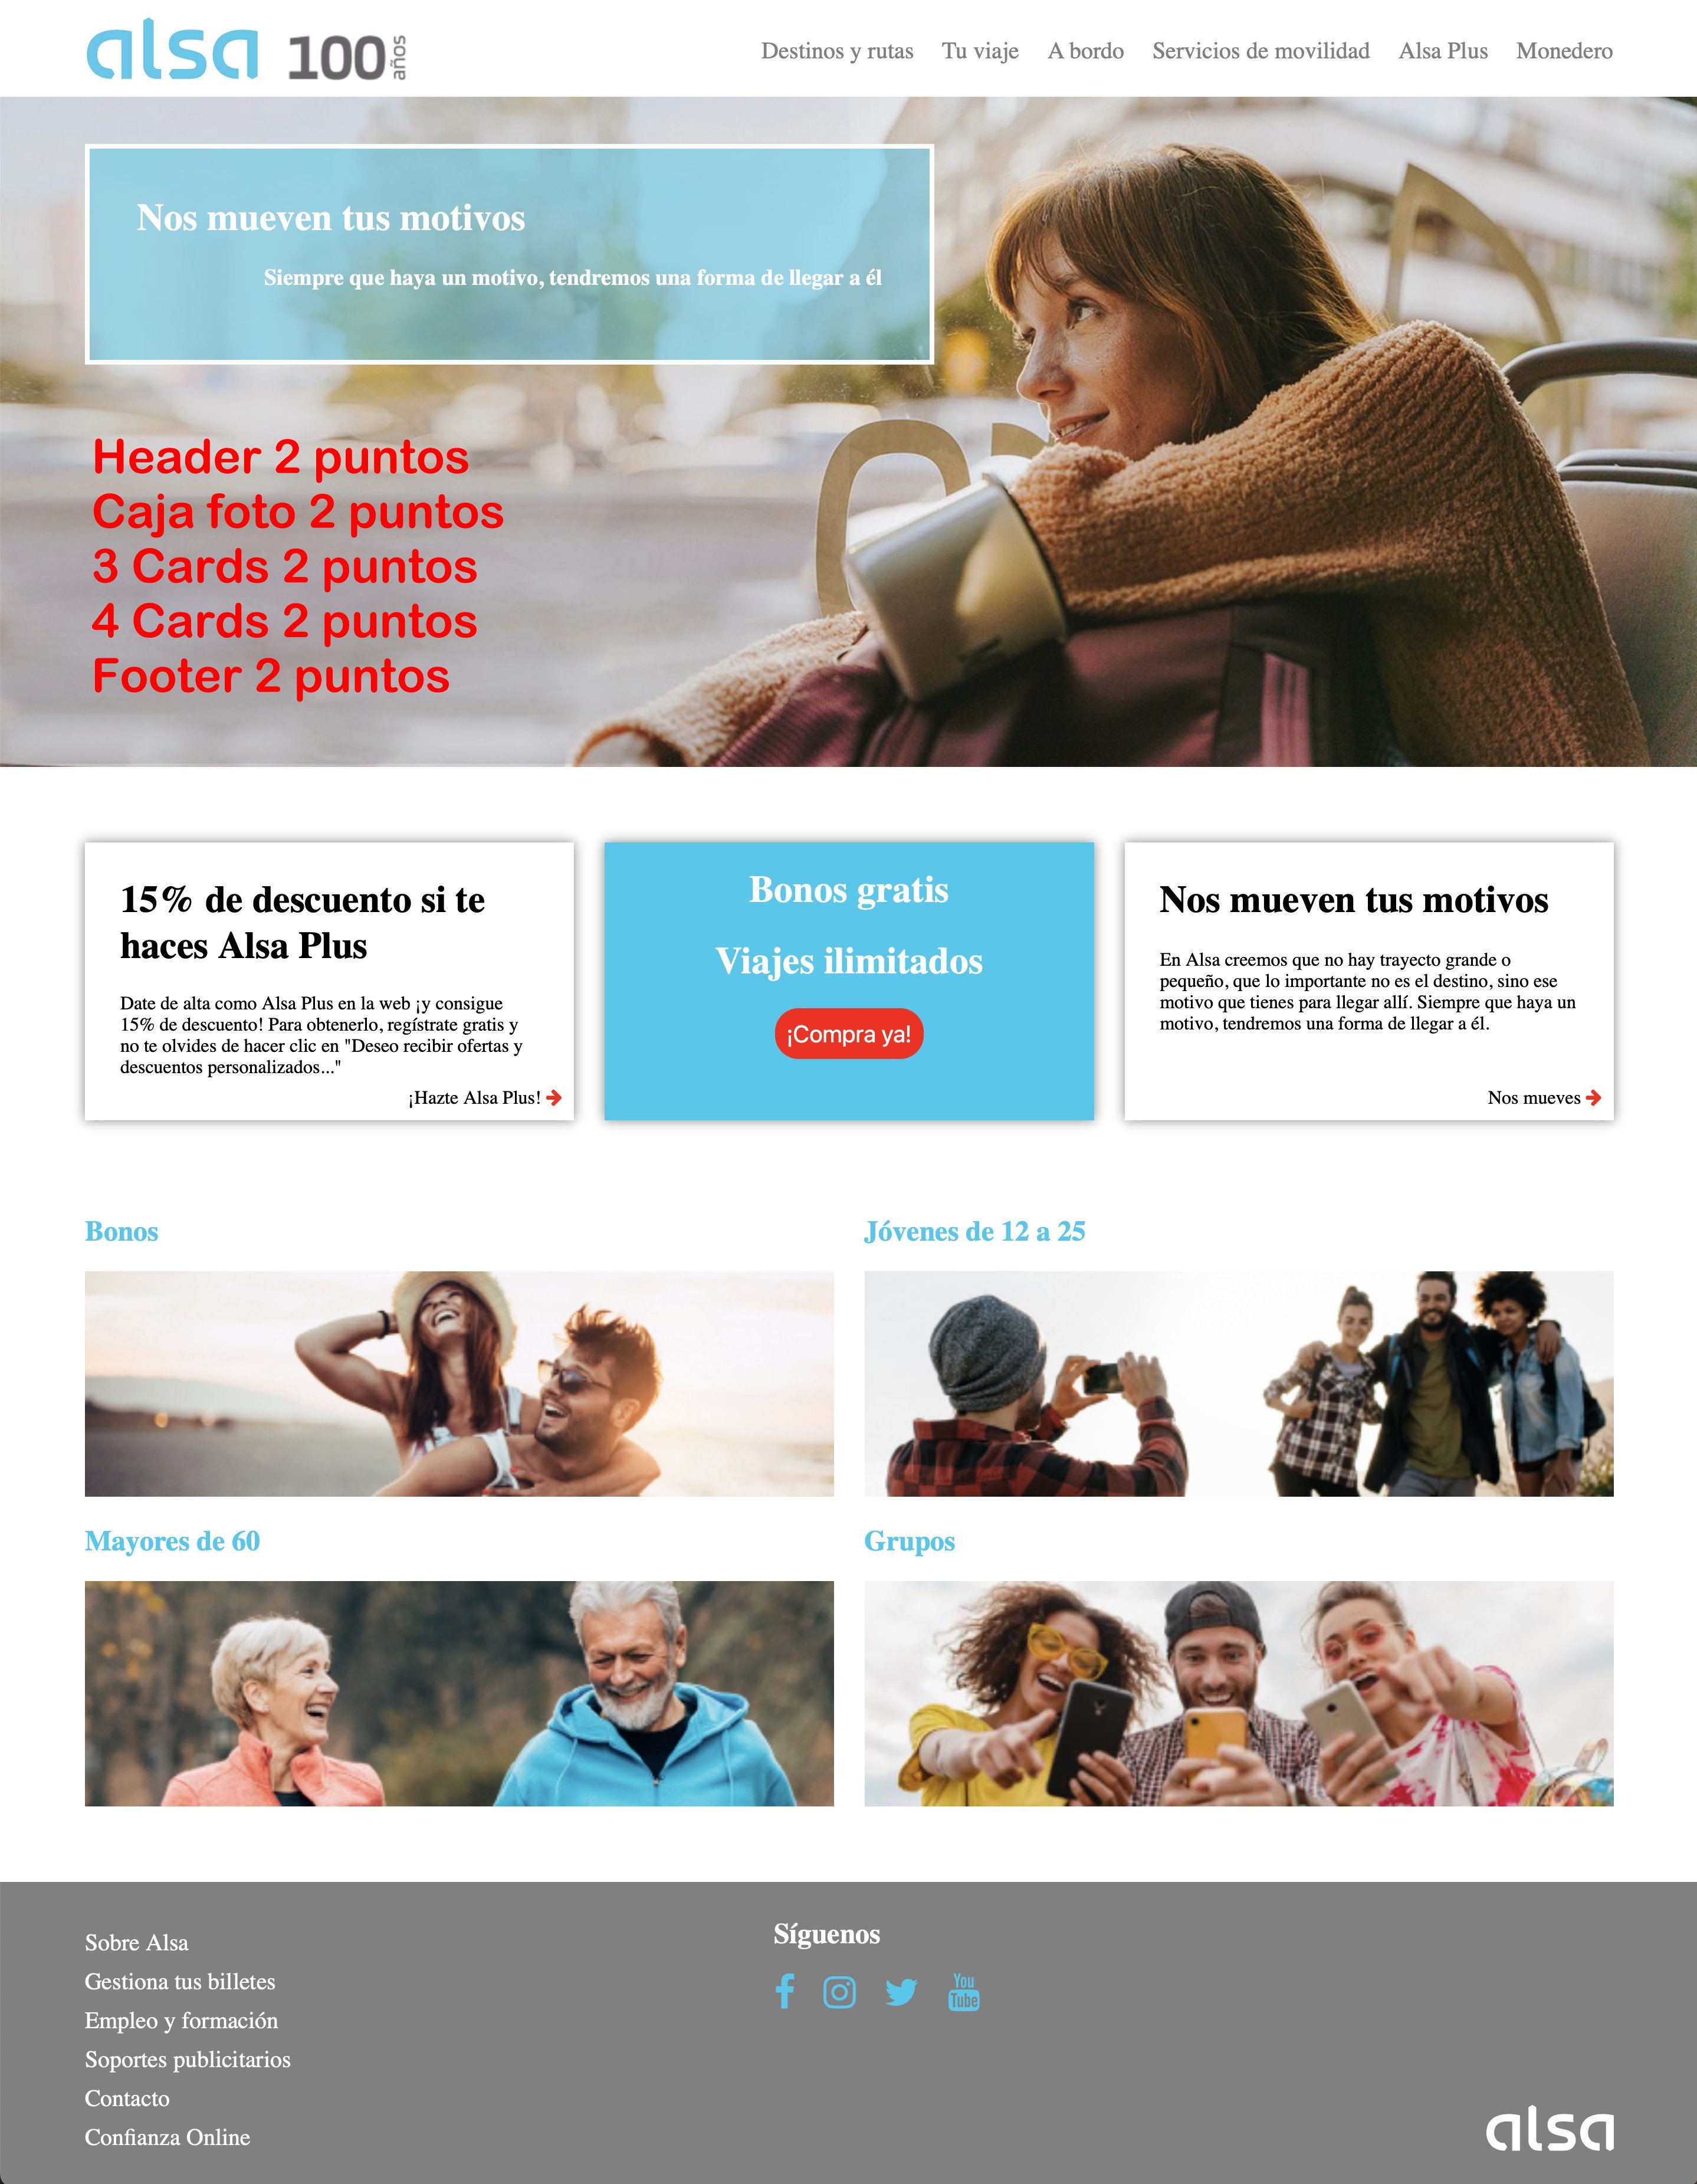 alsa 100 años
Destinos y rutas Tu viaje A bordo Servicios de movilidad Alsa Plus Monedero
Nos mueven tus motivos
Siempre que haya un motivo, tendremos una forma de llegar a él
Header 2 puntos
Caja foto 2 puntos
3 Cards 2 puntos
4 Cards 2 puntos
Footer 2 puntos
15% de descuento si te
haces Alsa Plus
Date de alta como Alsa Plus en la web ¡y consigue
15% de descuento! Para obtenerlo, regístrate gratis y
no te olvides de hacer clic en "Deseo recibir ofertas y
descuentos personalizados..."
¡Hazte Alsa Plus!
Bonos gratis
Viajes ilimitados
¡Compra ya!
Nos mueven tus motivos
En Alsa creemos que no hay trayecto grande o
pequeño, que lo importante no es el destino, sino ese
motivo que tienes para llegar allí. Siempre que haya un
motivo, tendremos una forma de llegar a él.
Nos mueves
Bonos
Jóvenes de 12 a 25
Mayores de 60
Grupos
Sobre Alsa
Gestiona tus billetes
Empleo y formación
Soportes publicitarios
Contacto
Confianza Online
Síguenos
You
Tube
alsa